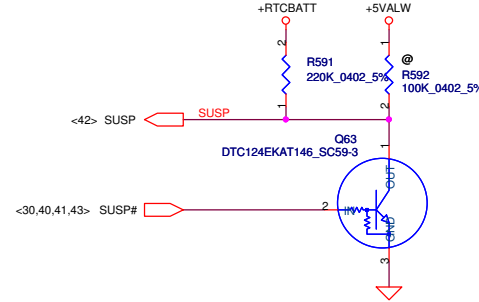 +RTCBATT +5VALW
2 1
R591 @
220K_0402_5% R592
100K_0402_5%
1 2
<42> SUSP SUSP
Q63 1
DTC124EKAT146_SC59-3
OUT
<30,40,41,43> SUSP# 2 IN
GND
3